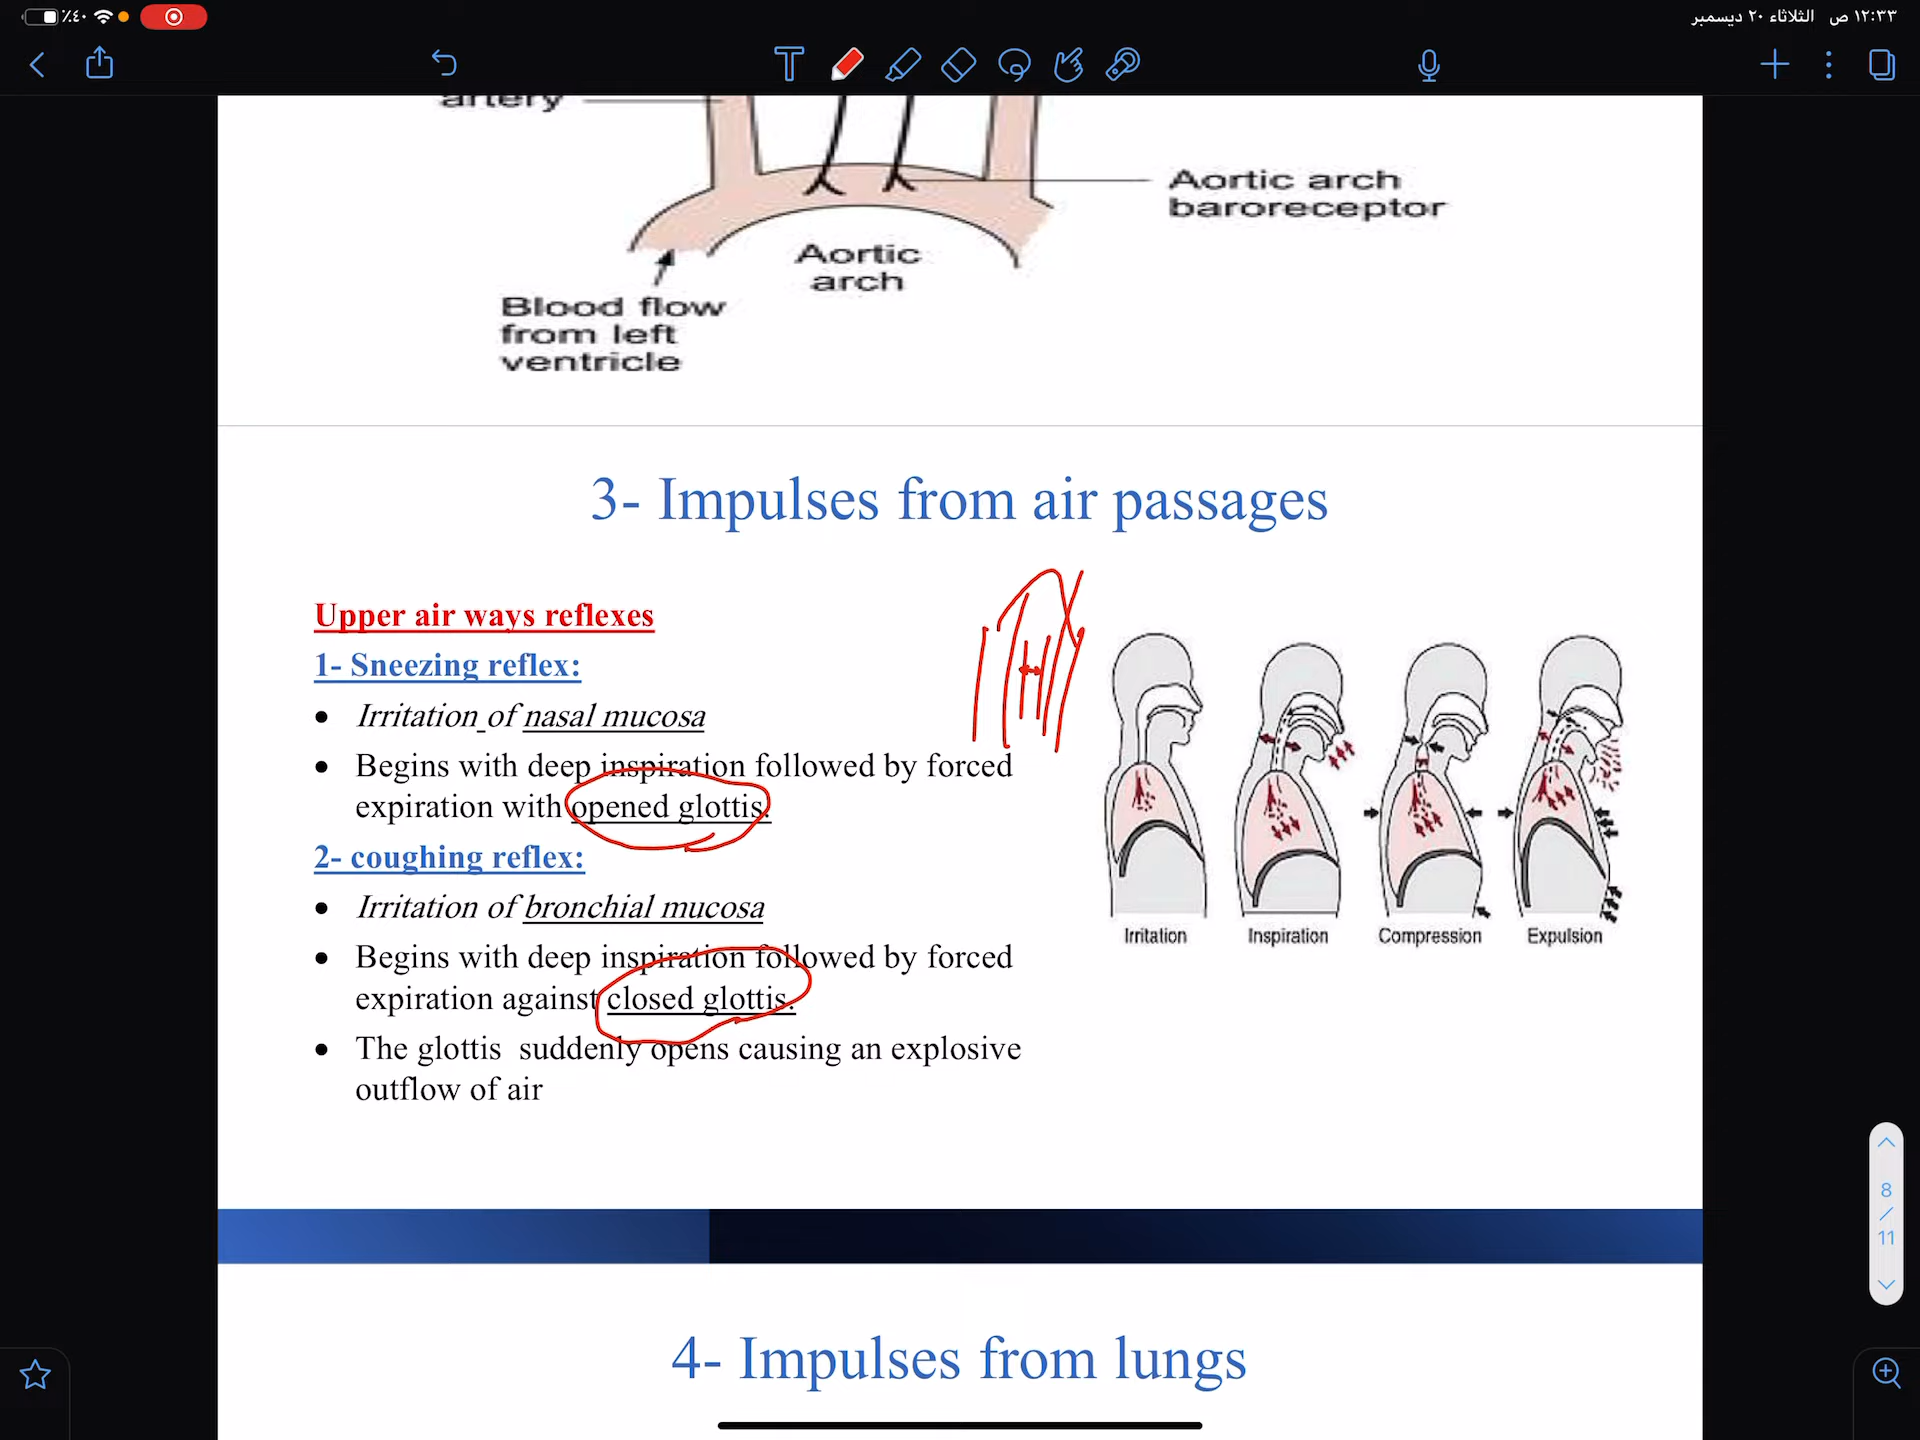 ٪٤٠
١٢:٣٣ ص الثلاثاء ٢٠ ديسمبر
artery
Aortic arch
baroreceptor
Aortic
arch
Blood flow
from left
ventricle
3- Impulses from air passages
Upper air ways reflexes
1- Sneezing reflex:
• Irritation of nasal mucosa
• Begins with deep inspiration followed by forced
expiration with opened glottis.
2- coughing reflex:
• Irritation of bronchial mucosa
• Begins with deep inspiration followed by forced
expiration against closed glottis.
• The glottis suddenly opens causing an explosive
outflow of air
Irritation
Inspiration
Compression
Expulsion
8
/
11
4- Impulses from lungs